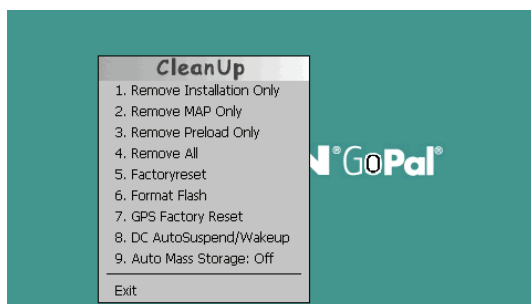 CleanUp
1. Remove Installation Only
2. Remove MAP Only
3. Remove Preload Only
4. Remove All
5. Factoryreset
6. Format Flash
7. GPS Factory Reset
8. DC AutoSuspend/Wakeup
9. Auto Mass Storage: Off
Exit
N®GoPal®